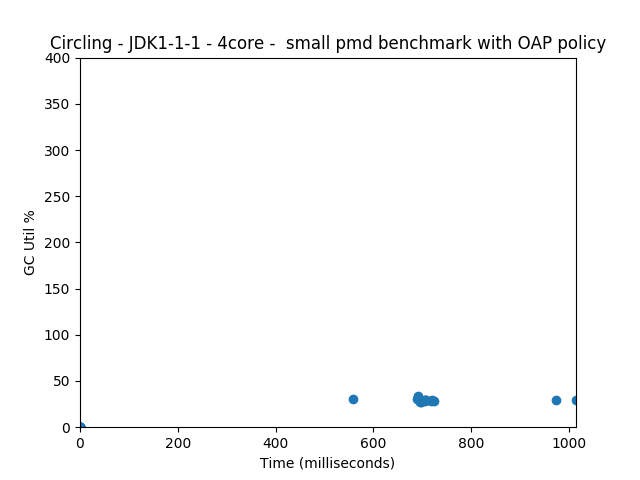 Circling - JDK1-1-1 - 4core -  small pmd benchmark with OAP policy
400
350
300
250
200
150
100
50
0
GC Util %
0 200 400 600 800 1000
Time (milliseconds)